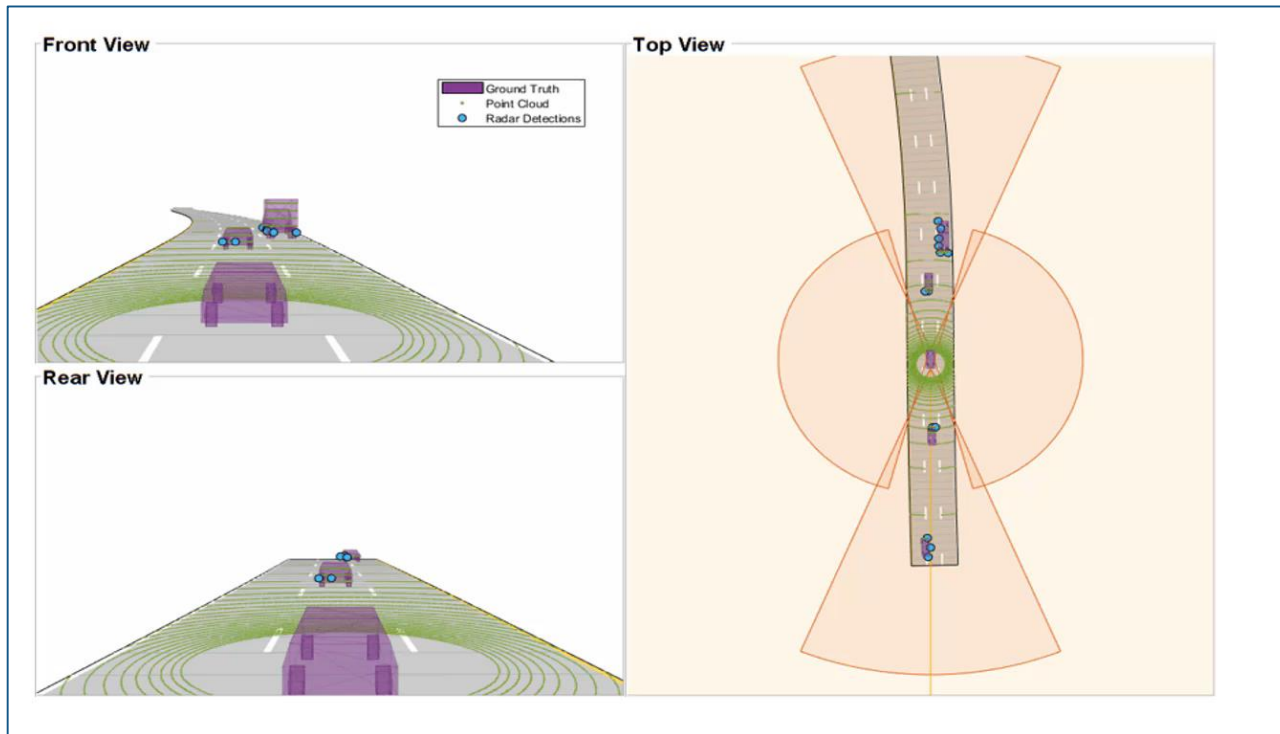 Front View
Ground Truth
Point Cloud
Radar Detections
Top View
Rear View